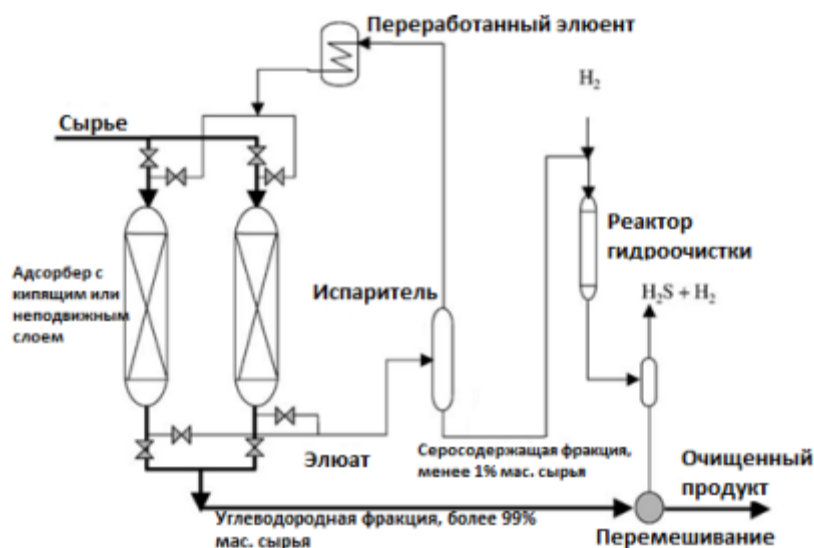 Переработанный элюент
H₂
Сырье
Реактор
гидроочистки
Адсорбер с
кипящим или
неподвижным
слоем
Испаритель
H₂S + H₂
Элюат
Серосодержащая фракция,
менее 1% мас. сырья
Очищенный
продукт
Углеводородная фракция, более 99%
мас. сырья
Перемешивание